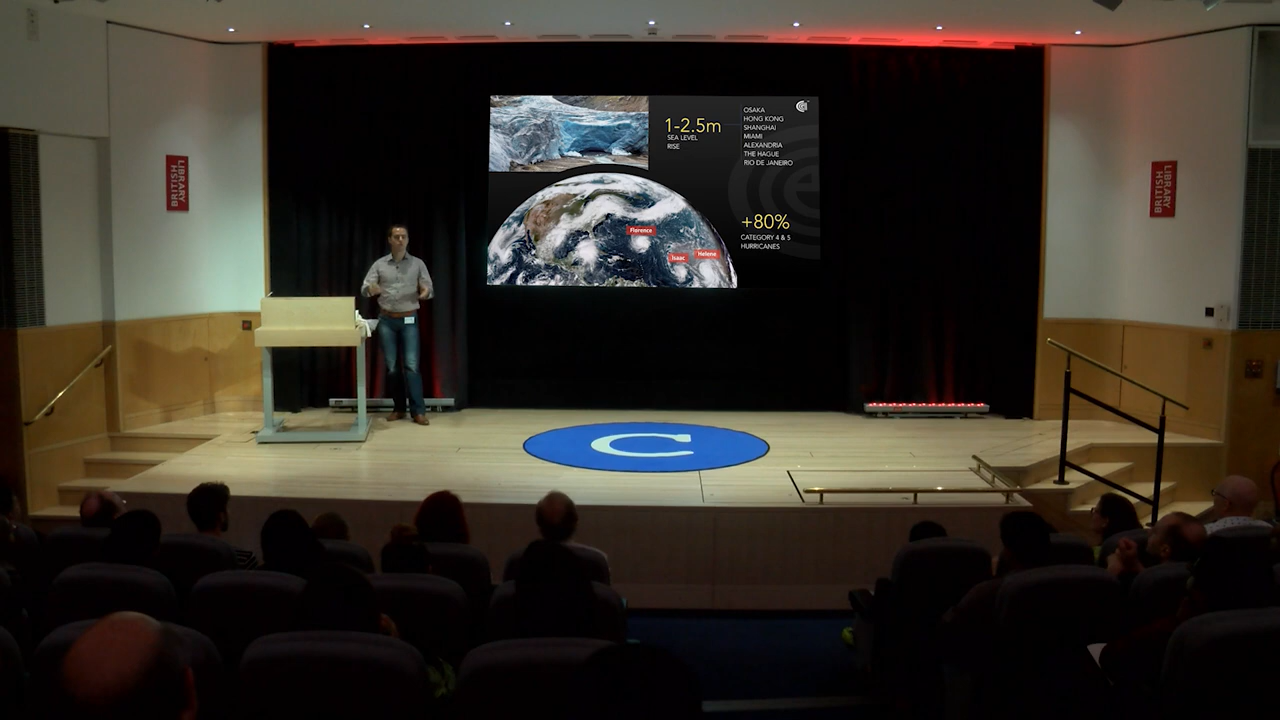 BRITISH
LIBRARY
1-2.5m
SEA LEVEL
RISE
OSAKA
HONG KONG
SHANGHAI
MIAMI
ALEXANDRIA
THE HAGUE
RIO DE JANEIRO
Florence
Isaac
Helene
+80%
CATEGORY 4 & 5
HURRICANES
BRITISH
LIBRARY
C